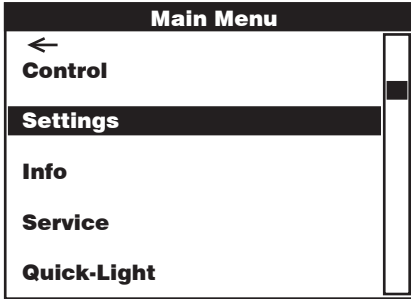 Main Menu
←
Control
Settings
Info
Service
Quick-Light